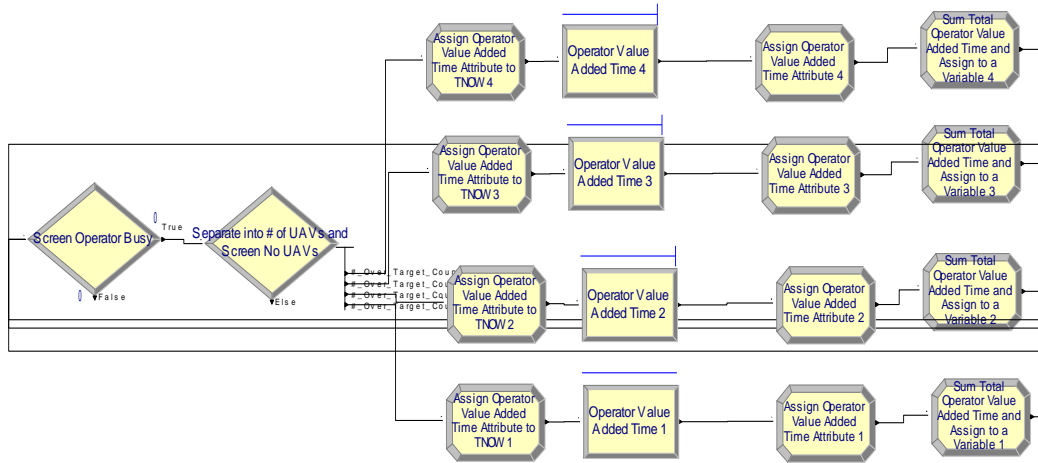 Assign Operator
Value Added
Time Attribute to
TNOW 4
Operator Value
Added Time 4
Assign Operator
Value Added
Time Attribute 4
Sum Total
Operator Value
Added Time and
Assign to a
Variable 4
Assign Operator
Value Added
Time Attribute to
TNOW 3
Operator Value
Added Time 3
Assign Operator
Value Added
Time Attribute 3
Sum Total
Operator Value
Added Time and
Assign to a
Variable 3
Screen Operator Busy
0
True
0
False
Separate into # of UAV's and
Screen No UAVs
Else
#_Over_Target_Cou
#_Over_Target_Cou
#_Over_Target_Cou
#_Over_Target_Cou
Assign Operator
Value Added
Time Attribute to
TNOW 2
Operator Value
Added Time 2
Assign Operator
Value Added
Time Attribute 2
Sum Total
Operator Value
Added Time and
Assign to a
Variable 2
Assign Operator
Value Added
Time Attribute to
TNOW 1
Operator Value
Added Time 1
Assign Operator
Value Added
Time Attribute 1
Sum Total
Operator Value
Added Time and
Assign to a
Variable 1